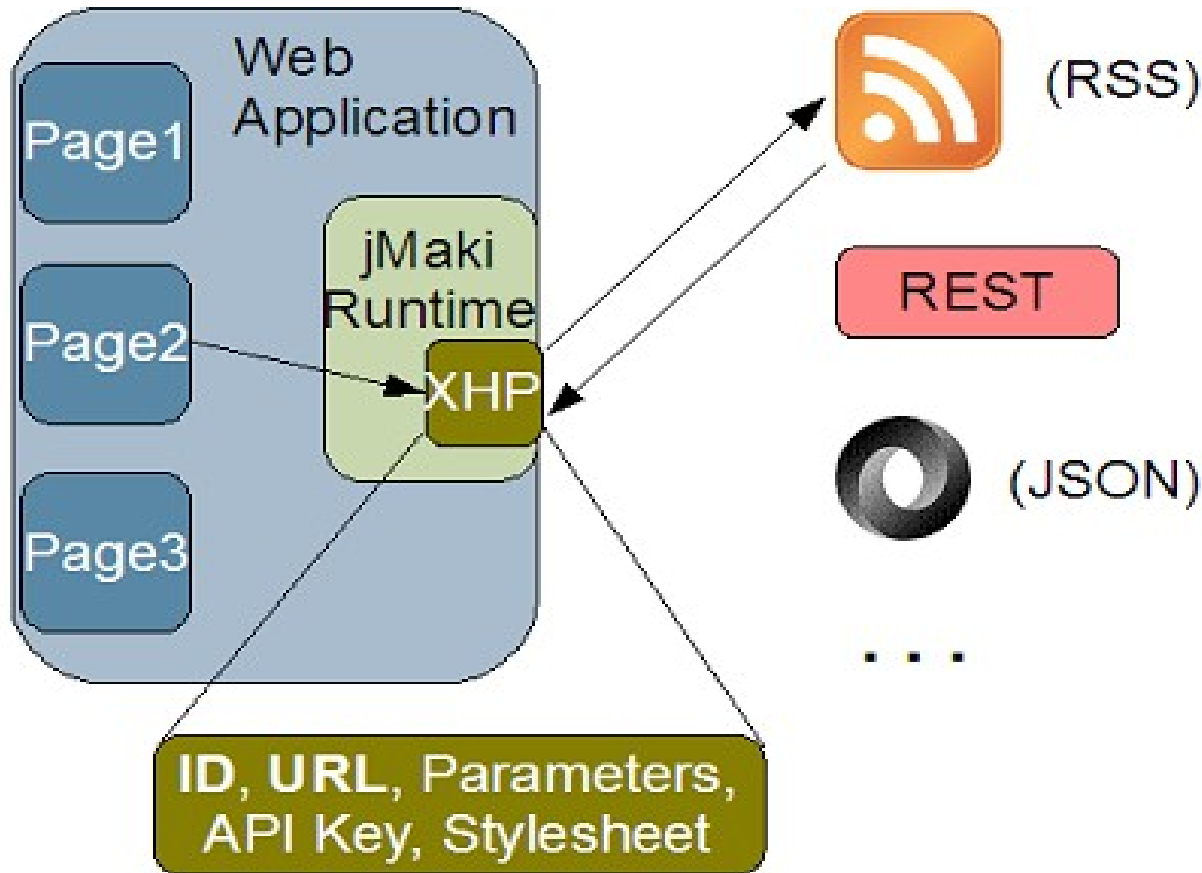 Web
Application
Page1
jMaki
Runtime
Page2
XHP
Page3
(RSS)
REST
(JSON)
. . .
ID, URL, Parameters,
API Key, Stylesheet